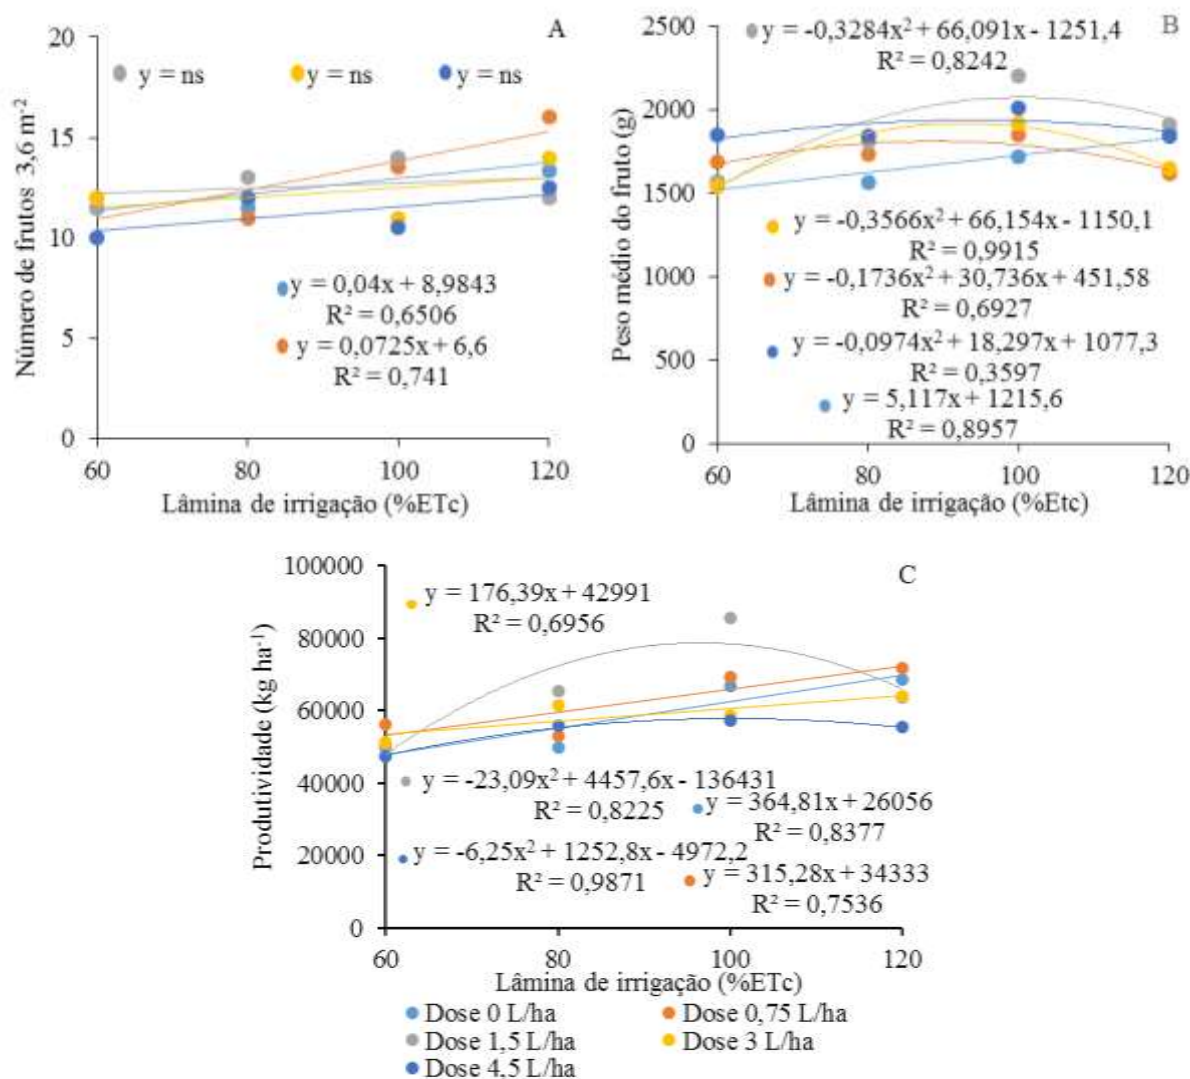 A
Número de frutos 3,6 m⁻²
20
15
10
5
0
y = ns
y = ns
y = ns
y = 0,04x + 8,9843
R² = 0,6506
y = 0,0725x + 6,6
R² = 0,741
60 80 100 120
Lâmina de irrigação (%ETc)
B
Peso médio do fruto (g)
2500
2000
1500
1000
500
0
y = -0,3284x² + 66,091x - 1251,4
R² = 0,8242
y = -0,3566x² + 66,154x - 1150,1
R² = 0,9915
y = -0,1736x² + 30,736x + 451,58
R² = 0,6927
y = -0,0974x² + 18,297x + 1077,3
R² = 0,3597
y = 5,117x + 1215,6
R² = 0,8957
60 80 100 120
Lâmina de irrigação (%Etc)
C
Produtividade (kg ha⁻¹)
100000
80000
60000
40000
20000
0
y = 176,39x + 42991
R² = 0,6956
y = -23,09x² + 4457,6x - 136431
R² = 0,8225
y = 364,81x + 26056
R² = 0,8377
y = -6,25x² + 1252,8x - 4972,2
R² = 0,9871
y = 315,28x + 34333
R² = 0,7536
60 80 100 120
Lâmina de irrigação (%ETc)
Dose 0 L/ha
Dose 0,75 L/ha
Dose 1,5 L/ha
Dose 3 L/ha
Dose 4,5 L/ha